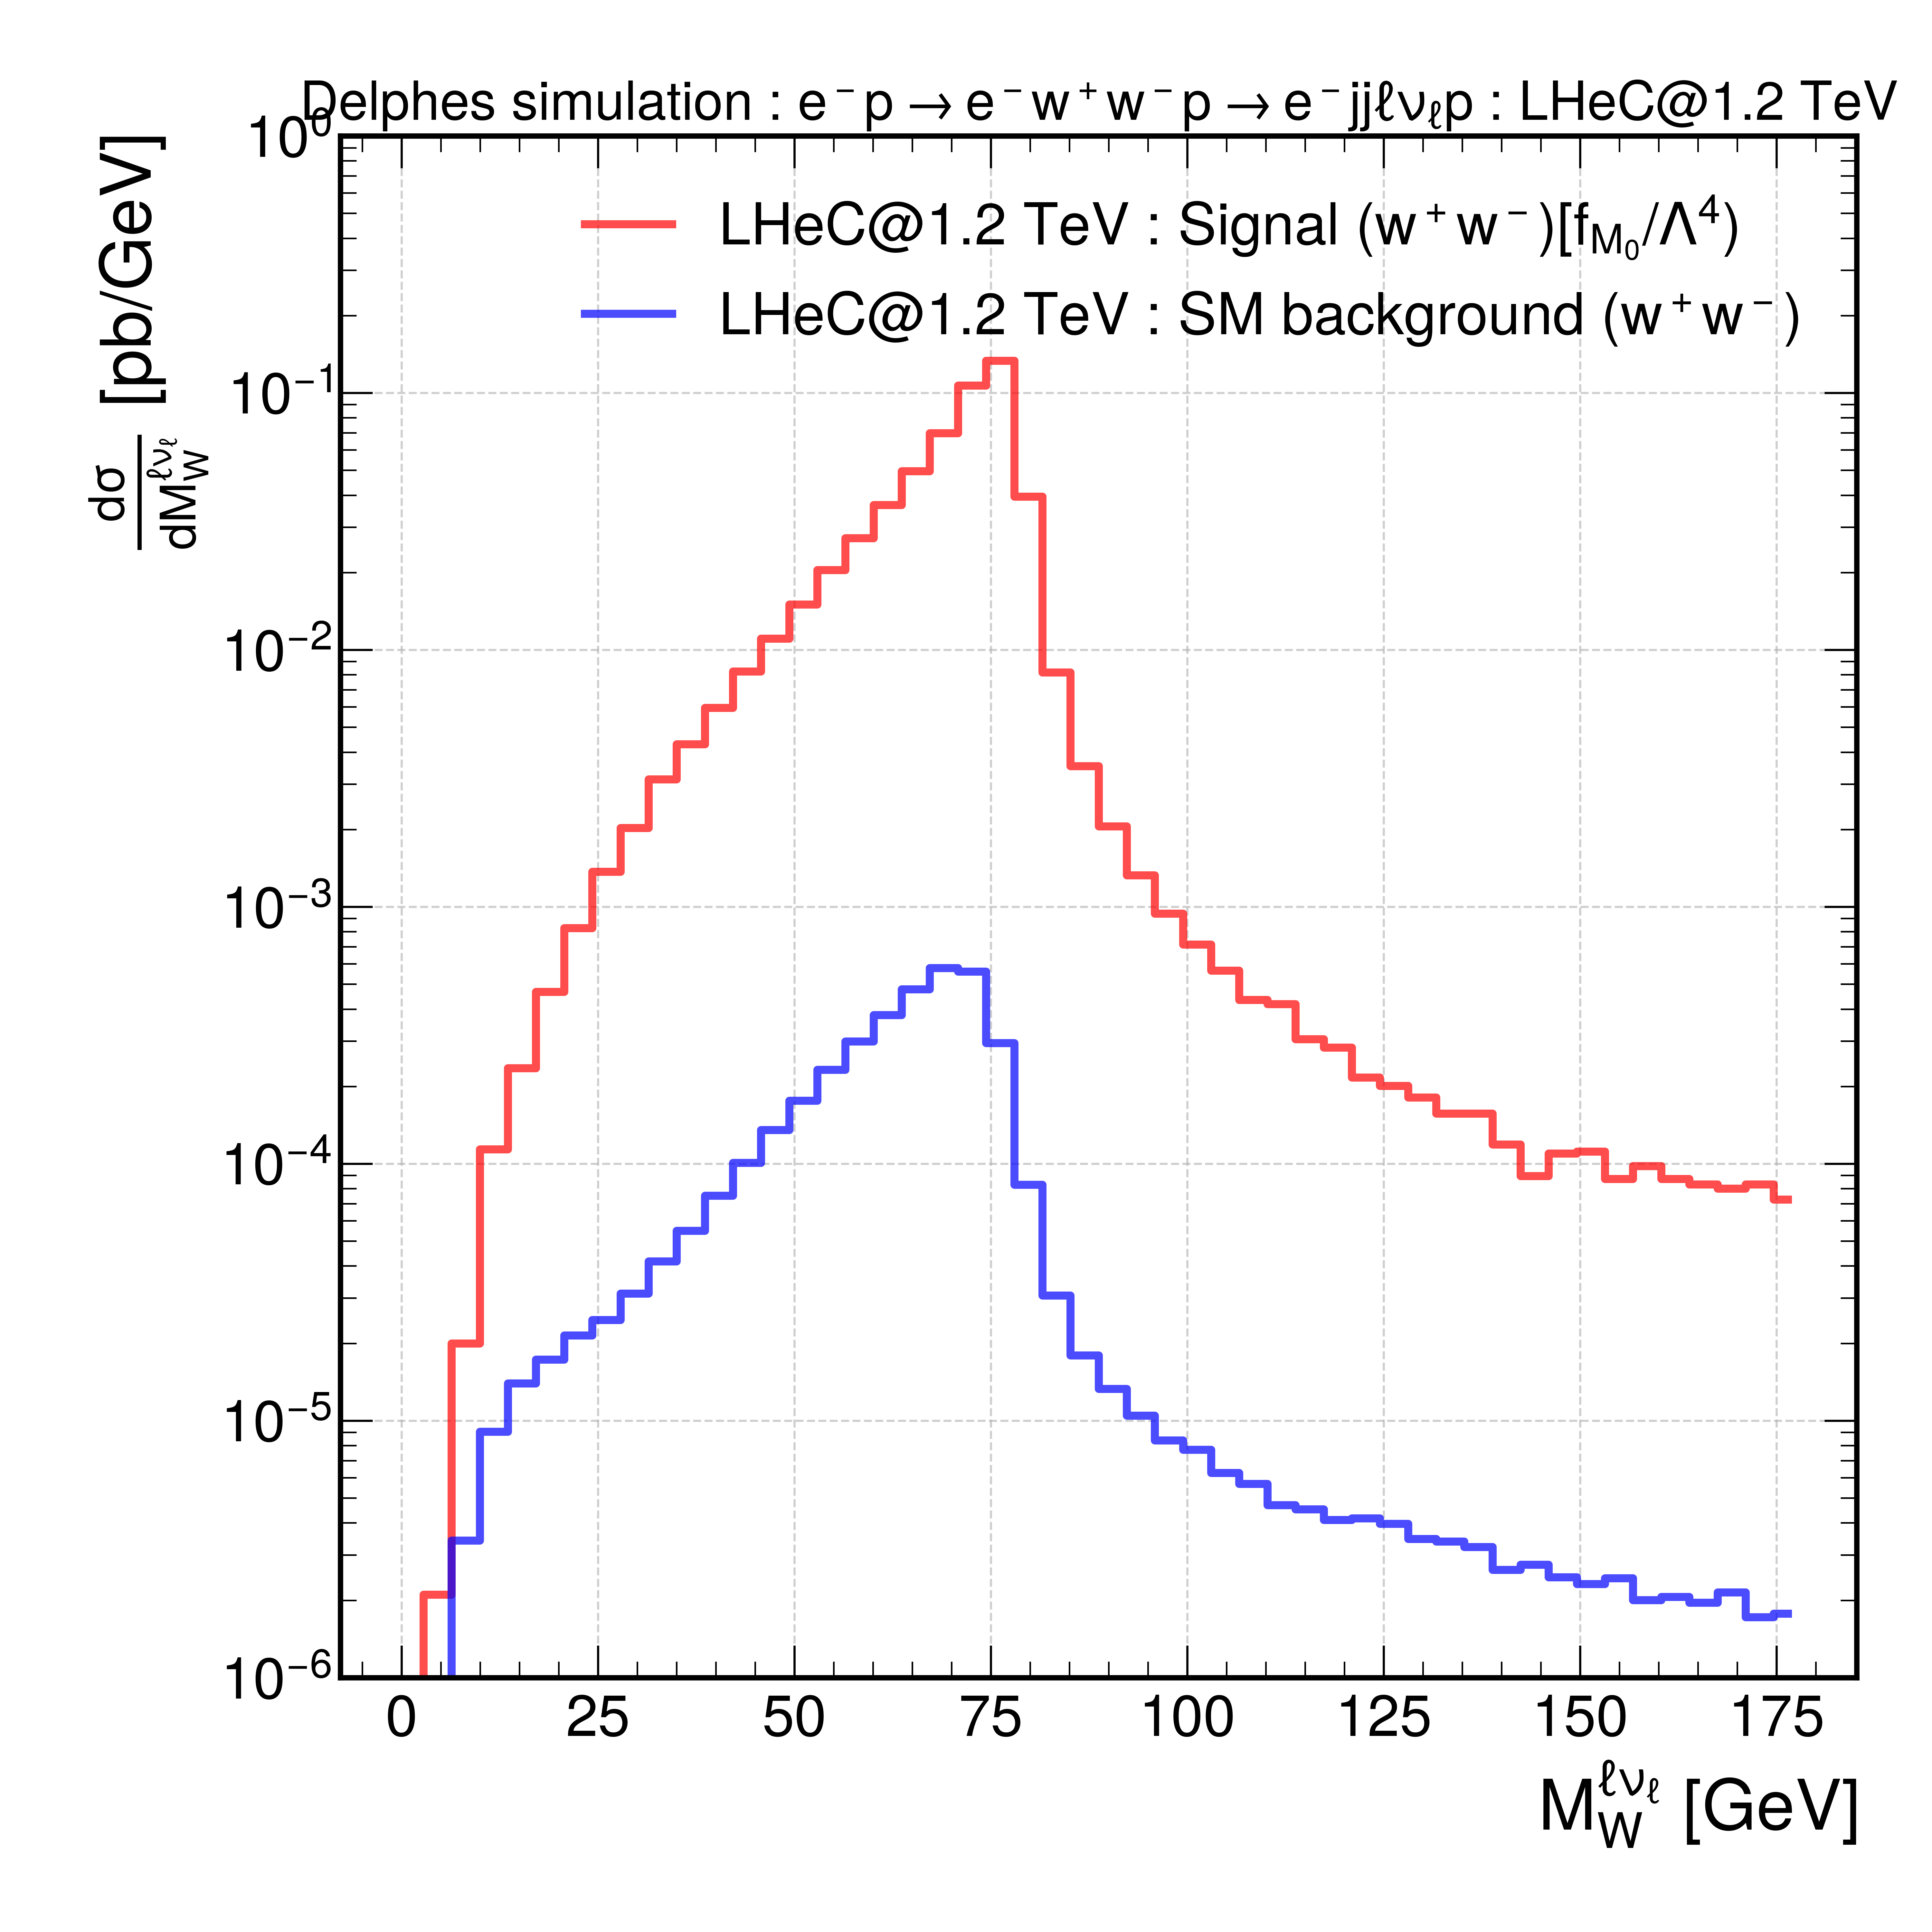 Delphes simulation : e⁻p → e⁻w⁺w⁻p → e⁻jjℓν_ℓp : LHeC@1.2 TeV
LHeC@1.2 TeV : Signal (w⁺w⁻)[f_{M₀}/Λ⁴)
LHeC@1.2 TeV : SM background (w⁺w⁻)
dσ/dM_W^{ℓν_ℓ} [pb/GeV]
10⁰
10⁻¹
10⁻²
10⁻³
10⁻⁴
10⁻⁵
10⁻⁶
0 25 50 75 100 125 150 175
M_W^{ℓν_ℓ} [GeV]